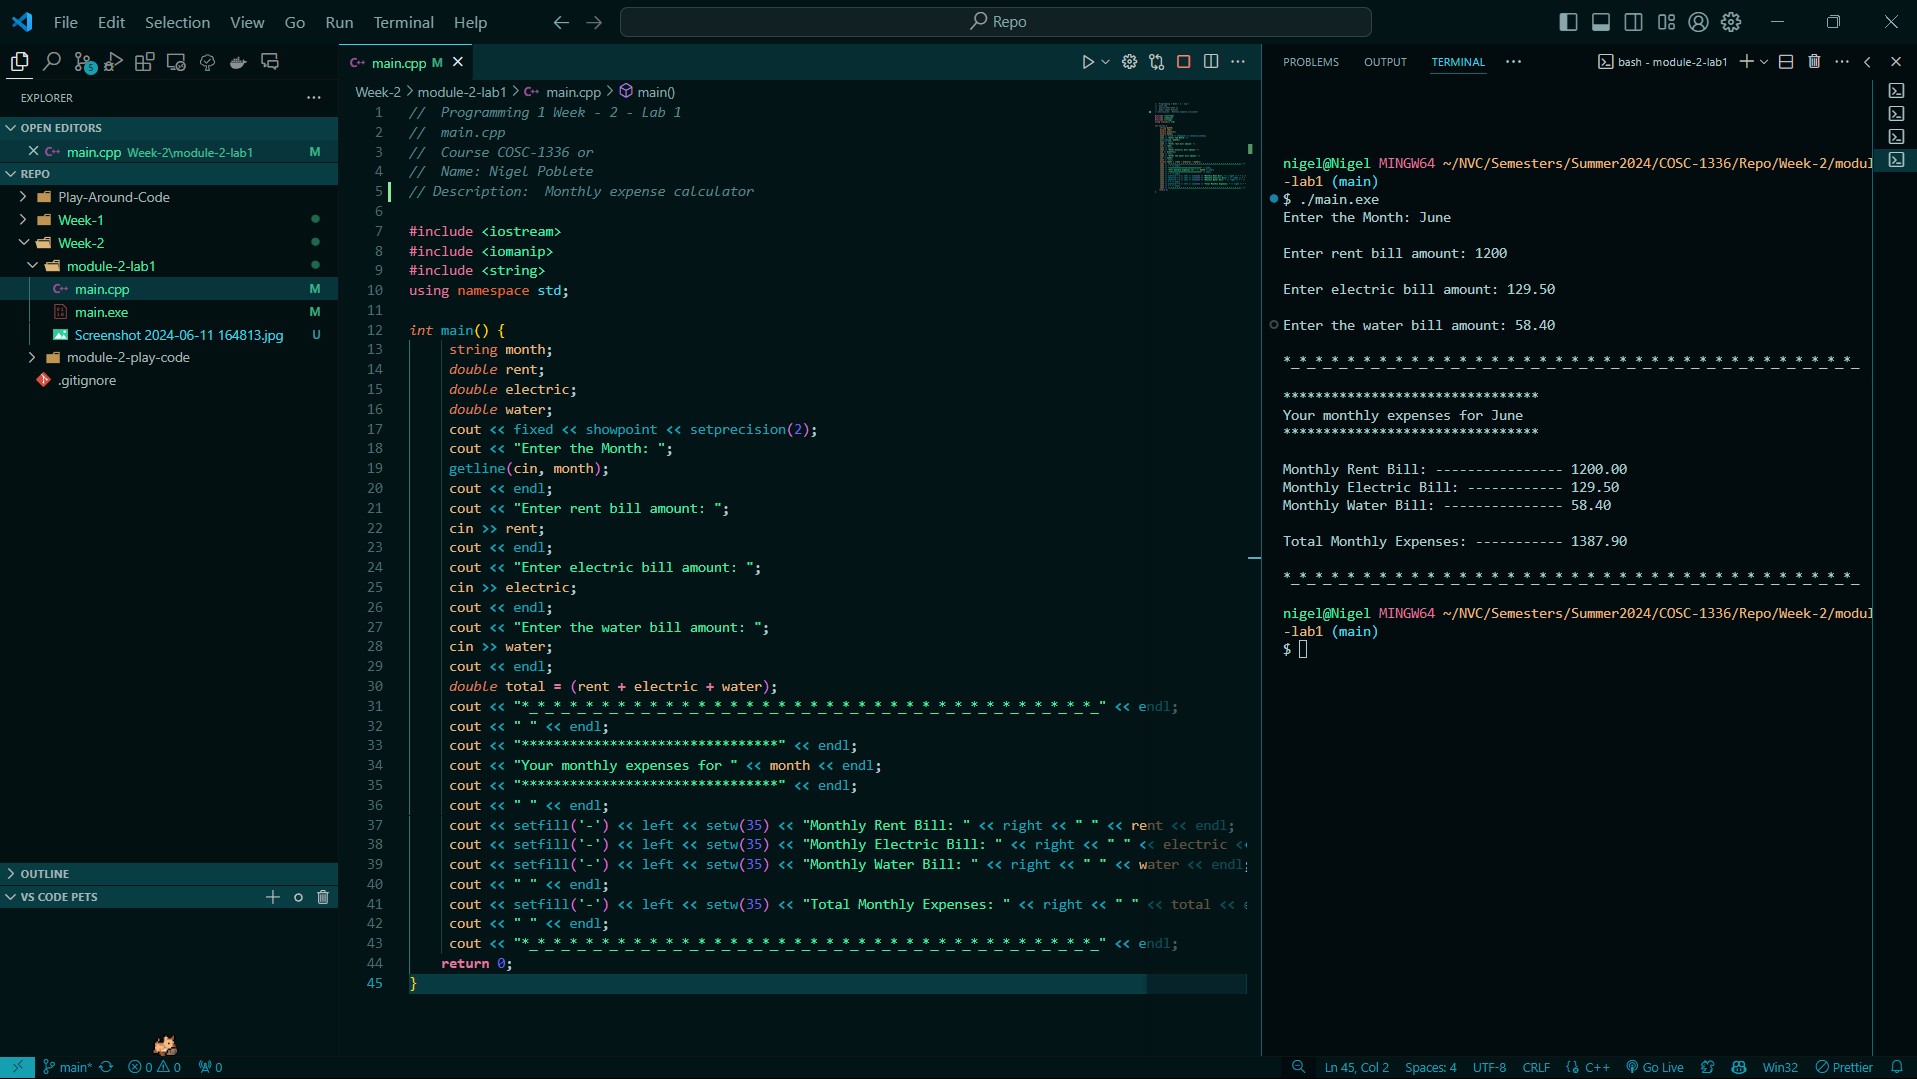 File Edit Selection View Go Run Terminal Help
Repo
EXPLORER
OPEN EDITORS
main.cpp Week-2\module-2-lab1 M
REPO
Play-Around-Code
Week-1
Week-2
module-2-lab1
main.cpp M
main.exe M
Screenshot 2024-06-11 164813.jpg U
module-2-play-code
.gitignore
OUTLINE
VS CODE PETS
main.cpp M
Week-2 > module-2-lab1 > main.cpp > main()
1 // Programming 1 Week - 2 - Lab 1
2 // main.cpp
3 // Course COSC-1336 or
4 // Name: Nigel Poblete
5 // Description: Monthly expense calculator
6
7 #include <iostream>
8 #include <iomanip>
9 #include <string>
10 using namespace std;
11
12 int main() {
13 string month;
14 double rent;
15 double electric;
16 double water;
17 cout << fixed << showpoint << setprecision(2);
18 cout << "Enter the Month: ";
19 getline(cin, month);
20 cout << endl;
21 cout << "Enter rent bill amount: ";
22 cin >> rent;
23 cout << endl;
24 cout << "Enter electric bill amount: ";
25 cin >> electric;
26 cout << endl;
27 cout << "Enter the water bill amount: ";
28 cin >> water;
29 cout << endl;
30 double total = (rent + electric + water);
31 cout << "*_*_*_*_*_*_*_*_*_*_*_*_*_*_*_*_*_*_*_*_*_*_*_*_*_*_*_*_*_*_*_*_*_*_*_*_" << endl;
32 cout << " " << endl;
33 cout << "********************************" << endl;
34 cout << "Your monthly expenses for " << month << endl;
35 cout << "********************************" << endl;
36 cout << " " << endl;
37 cout << setfill('-') << left << setw(35) << "Monthly Rent Bill: " << right << " " << rent << endl;
38 cout << setfill('-') << left << setw(35) << "Monthly Electric Bill: " << right << " " << electric <<
39 cout << setfill('-') << left << setw(35) << "Monthly Water Bill: " << right << " " << water << endl;
40 cout << " " << endl;
41 cout << setfill('-') << left << setw(35) << "Total Monthly Expenses: " << right << " " << total << e
42 cout << " " << endl;
43 cout << "*_*_*_*_*_*_*_*_*_*_*_*_*_*_*_*_*_*_*_*_*_*_*_*_*_*_*_*_*_*_*_*_*_*_*_*_" << endl;
44 return 0;
45 }
PROBLEMS OUTPUT TERMINAL
bash - module-2-lab1
nigel@Nigel MINGW64 ~/NVC/Semesters/Summer2024/COSC-1336/Repo/Week-2/modul
-lab1 (main)
$ ./main.exe
Enter the Month: June
Enter rent bill amount: 1200
Enter electric bill amount: 129.50
Enter the water bill amount: 58.40
*_*_*_*_*_*_*_*_*_*_*_*_*_*_*_*_*_*_*_*_*_*_*_*_*_*_*_*_*_*_*_*_*_*_*_*_
********************************
Your monthly expenses for June
********************************
Monthly Rent Bill: ---------------- 1200.00
Monthly Electric Bill: ------------ 129.50
Monthly Water Bill: --------------- 58.40
Total Monthly Expenses: ----------- 1387.90
*_*_*_*_*_*_*_*_*_*_*_*_*_*_*_*_*_*_*_*_*_*_*_*_*_*_*_*_*_*_*_*_*_*_*_*_
nigel@Nigel MINGW64 ~/NVC/Semesters/Summer2024/COSC-1336/Repo/Week-2/modul
-lab1 (main)
$
main* 0 0 0
Ln 45, Col 2 Spaces: 4 UTF-8 CRLF {} C++ Go Live Win32 Prettier